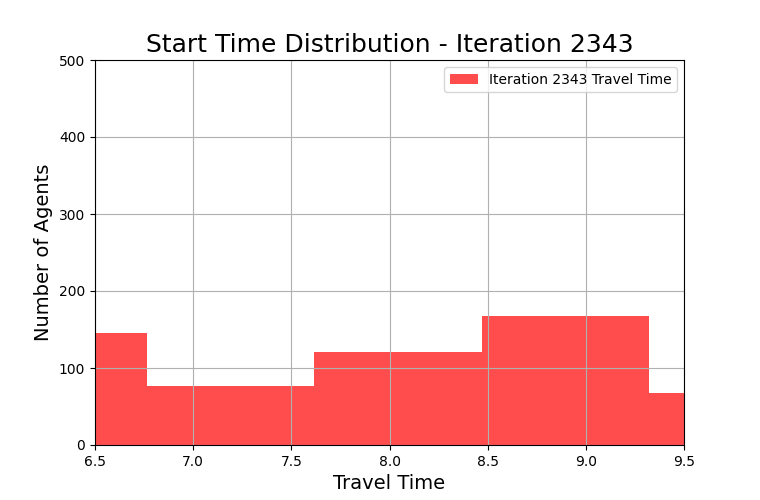 Start Time Distribution - Iteration 2343
Iteration 2343 Travel Time
Number of Agents
500
400
300
200
100
0
6.5 7.0 7.5 8.0 8.5 9.0 9.5
Travel Time